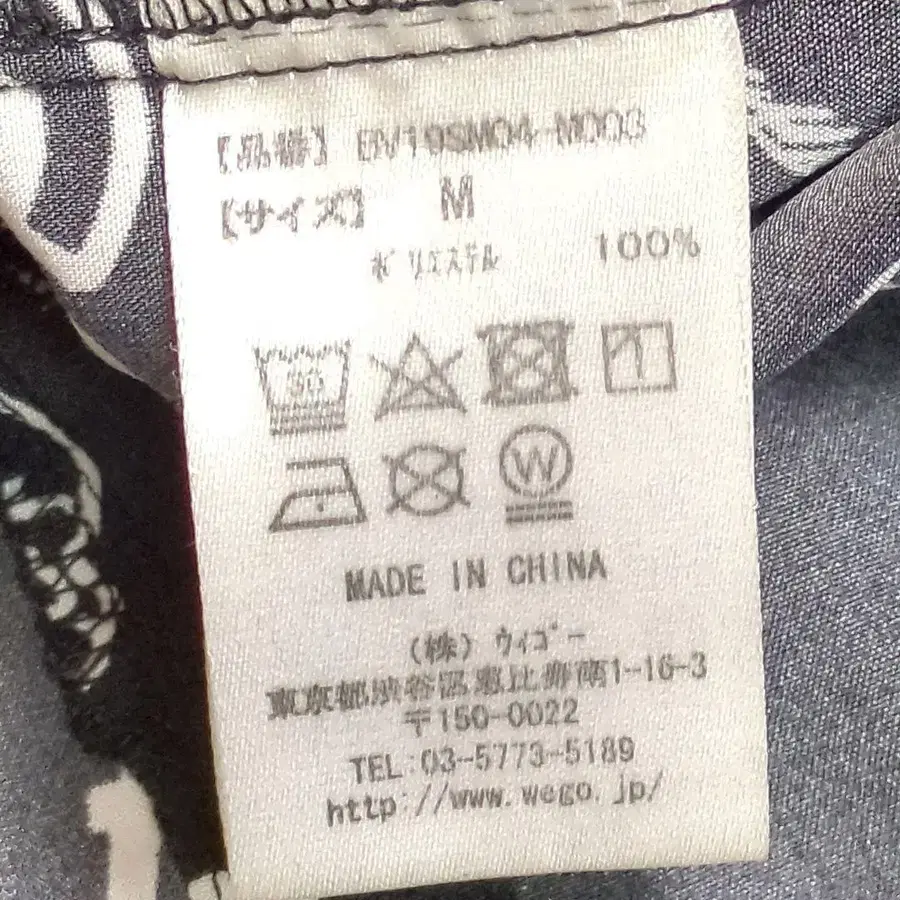 【品番】 BV19SM04-M003
【サイズ】 M
ポリエステル 100%
30
W
MADE IN CHINA
(株) ウィゴー
東京都渋谷区恵比寿南1-16-3
〒150-0022
TEL:03-5773-5189
http://www.wego.jp/